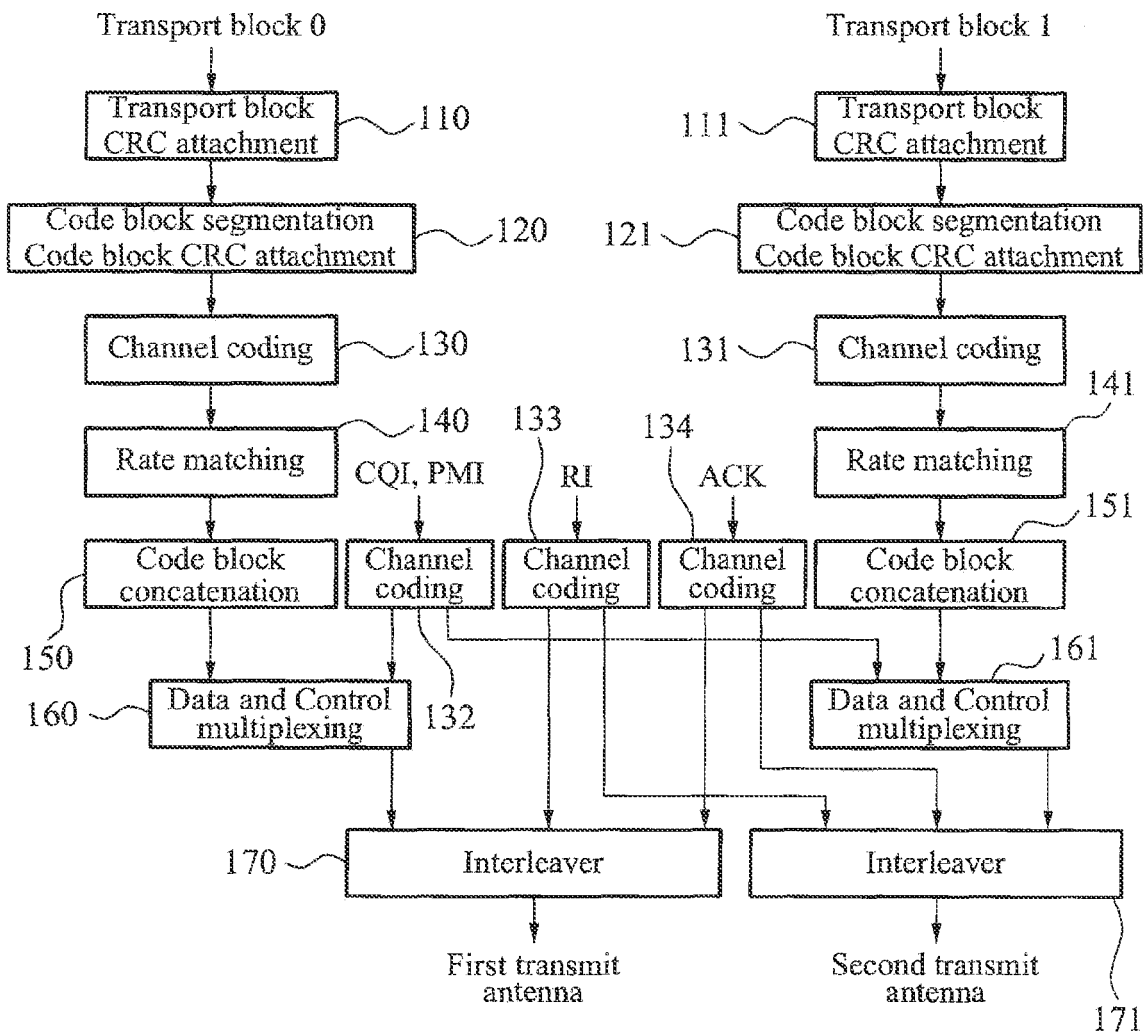 Transport block 0
Transport block 1
Transport block
CRC attachment
110
111
Transport block
CRC attachment
Code block segmentation
Code block CRC attachment
120
121
Code block segmentation
Code block CRC attachment
Channel coding
130
131
Channel coding
Rate matching
140
CQI, PMI
133
RI
134
ACK
141
Rate matching
Code block
concatenation
150
Channel
coding
132
Channel
coding
Channel
coding
151
Code block
concatenation
160
Data and Control
multiplexing
161
Data and Control
multiplexing
170
Interleaver
Interleaver
171
First transmit
antenna
Second transmit
antenna